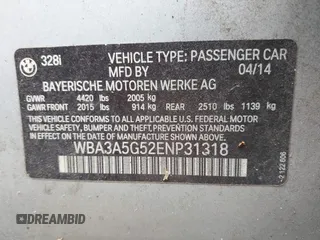 BMW
328i
VEHICLE TYPE: PASSENGER CAR
MFD BY 04/14
BAYERISCHE MOTOREN WERKE AG
GVWR 4420 lbs 2005 kg
GAWR FRONT 2015 lbs 914 kg REAR 2510 lbs 1139 kg
THIS VEHICLE CONFORMS TO ALL APPLICABLE
U.S. FEDERAL MOTOR VEHICLE SAFETY, BUMPER,
AND THEFT PREVENTION STANDARDS
IN EFFECT ON THE DATE OF MANUFACTURE SHOWN ABOVE.
WBA3A5G52ENP31318
DREAMBID